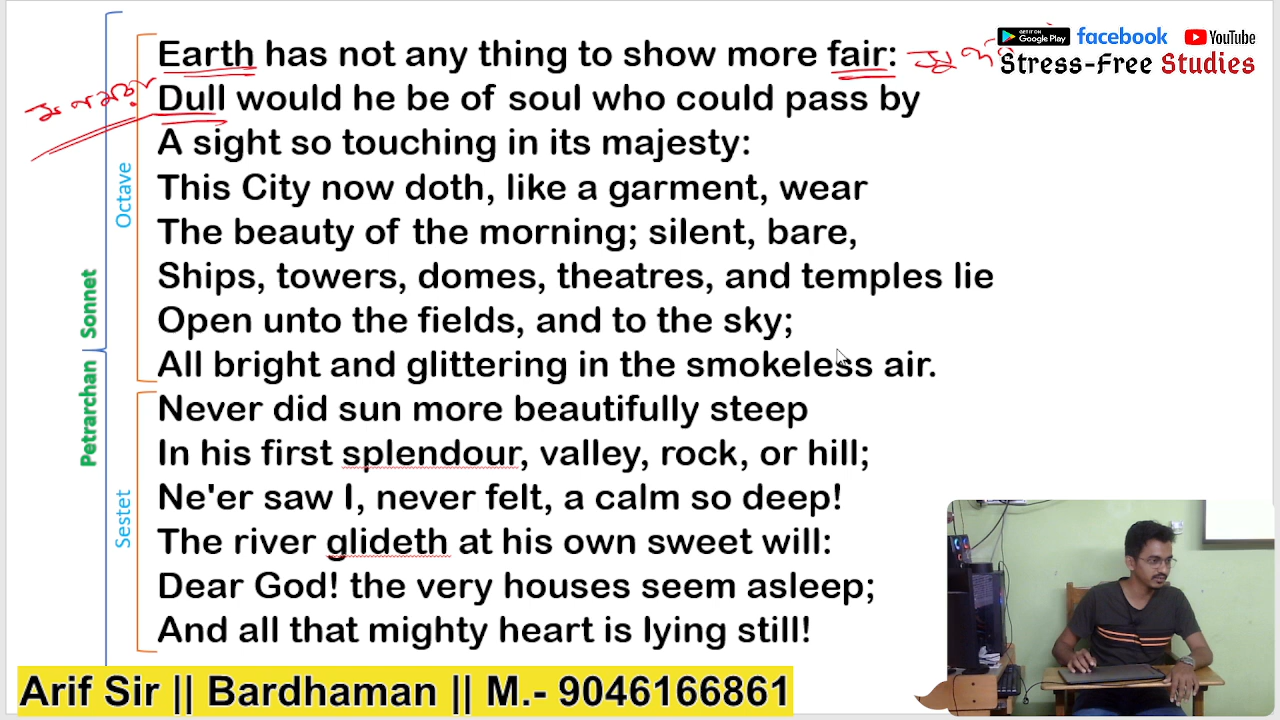 Earth has not any thing to show more fair:
Dull would he be of soul who could pass by
A sight so touching in its majesty:
This City now doth, like a garment, wear
The beauty of the morning; silent, bare,
Ships, towers, domes, theatres, and temples lie
Open unto the fields, and to the sky;
All bright and glittering in the smokeless air.
Never did sun more beautifully steep
In his first splendour, valley, rock, or hill;
Ne'er saw I, never felt, a calm so deep!
The river glideth at his own sweet will:
Dear God! the very houses seem asleep;
And all that mighty heart is lying still!
Petrarchan Sonnet
Octave
Sestet
GET IT ON Google Play facebook YouTube
Stress-Free Studies
Arif Sir || Bardhaman || M.- 9046166861